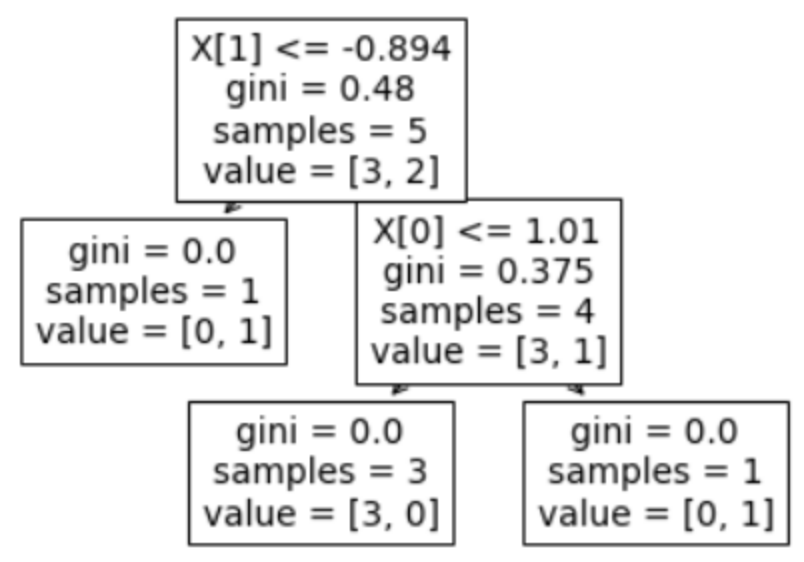 X[1] <= -0.894
gini = 0.48
samples = 5
value = [3, 2]
gini = 0.0
samples = 1
value = [0, 1]
X[0] <= 1.01
gini = 0.375
samples = 4
value = [3, 1]
gini = 0.0
samples = 3
value = [3, 0]
gini = 0.0
samples = 1
value = [0, 1]